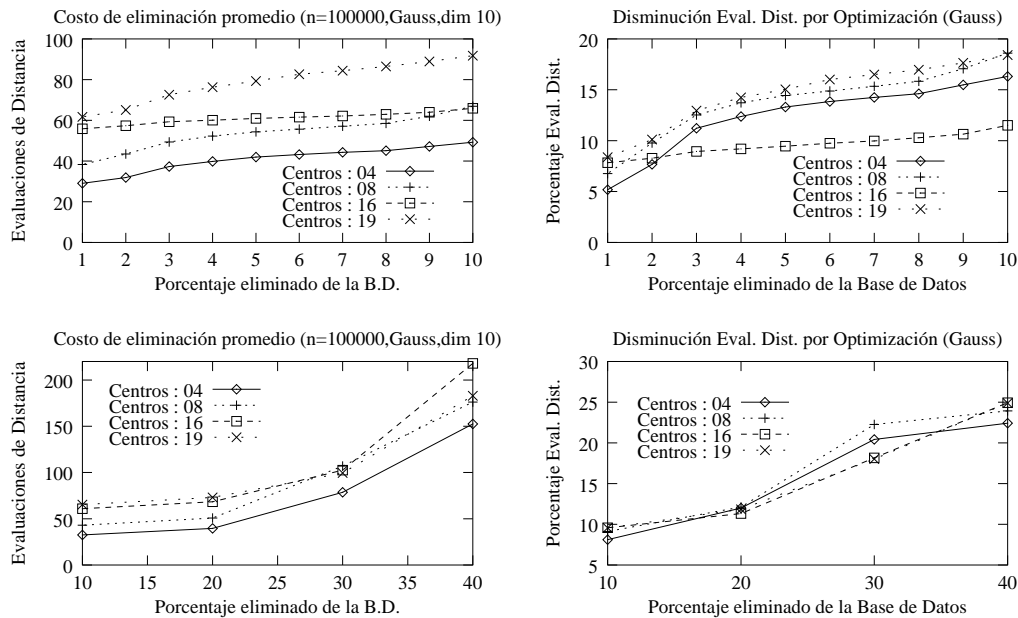 Costo de eliminación promedio (n=100000,Gauss,dim 10)
Evaluaciones de Distancia
100
80
60
40
20
0
Centros : 04
Centros : 08
Centros : 16
Centros : 19
1 2 3 4 5 6 7 8 9 10
Porcentaje eliminado de la B.D.
Disminución Eval. Dist. por Optimización (Gauss)
Porcentaje Eval. Dist.
20
15
10
5
0
Centros : 04
Centros : 08
Centros : 16
Centros : 19
1 2 3 4 5 6 7 8 9 10
Porcentaje eliminado de la Base de Datos
Costo de eliminación promedio (n=100000,Gauss,dim 10)
Evaluaciones de Distancia
200
150
100
50
0
Centros : 04
Centros : 08
Centros : 16
Centros : 19
10 15 20 25 30 35 40
Porcentaje eliminado de la B.D.
Disminución Eval. Dist. por Optimización (Gauss)
Porcentaje Eval. Dist.
30
25
20
15
10
5
Centros : 04
Centros : 08
Centros : 16
Centros : 19
10 20 30 40
Porcentaje eliminado de la Base de Datos